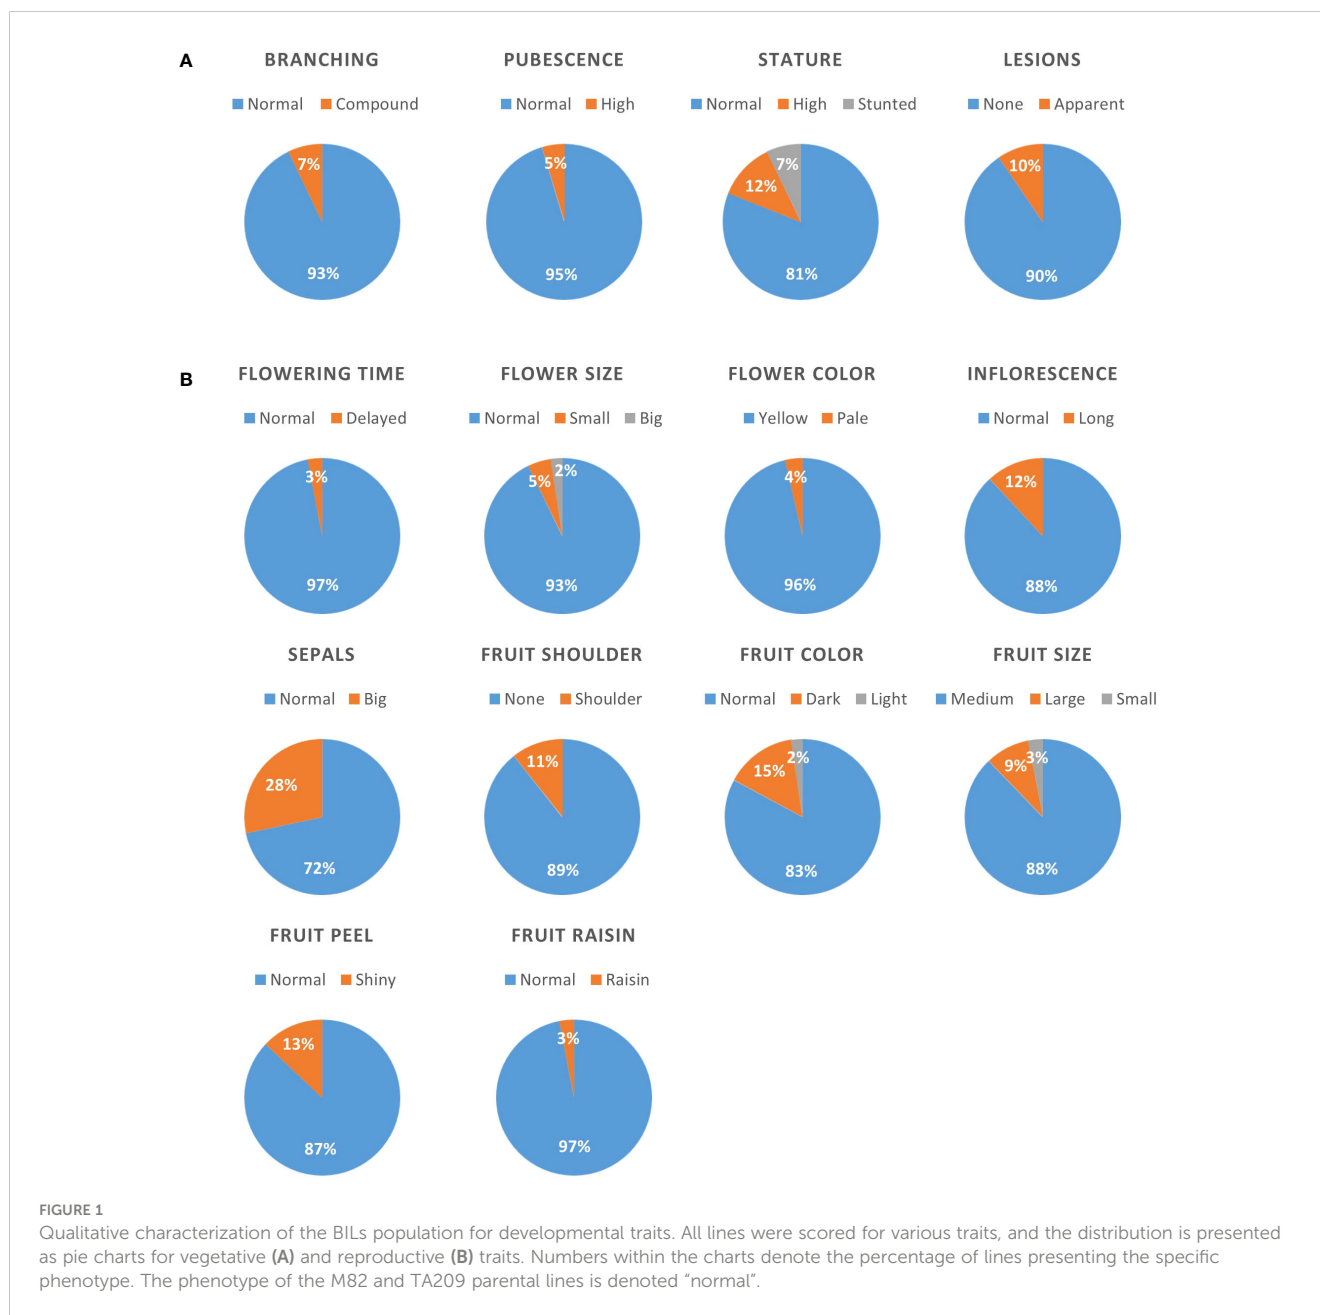 A
BRANCHING PUBESCENCE STATURE LESIONS
Normal Compound Normal High Normal High Stunted None Apparent
7% 5% 12% 7% 10%
93% 95% 81% 90%
B
FLOWERING TIME FLOWER SIZE FLOWER COLOR INFLORESCENCE
Normal Delayed Normal Small Big Yellow Pale Normal Long
3% 5% 2% 4% 12%
97% 93% 96% 88%
SEPALS FRUIT SHOULDER FRUIT COLOR FRUIT SIZE
Normal Big None Shoulder Normal Dark Light Medium Large Small
28% 11% 15% 2% 9% 3%
72% 89% 83% 88%
FRUIT PEEL FRUIT RAISIN
Normal Shiny Normal Raisin
13% 3%
87% 97%
FIGURE 1
Qualitative characterization of the BILs population for developmental traits. All lines were scored for various traits, and the distribution is presented
as pie charts for vegetative (A) and reproductive (B) traits. Numbers within the charts denote the percentage of lines presenting the specific
phenotype. The phenotype of the M82 and TA209 parental lines is denoted "normal".